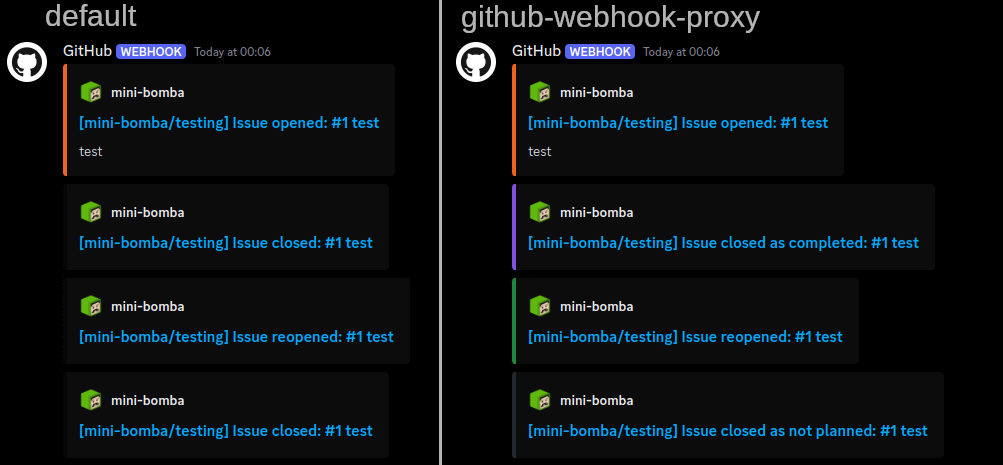 default
GitHub WEBHOOK Today at 00:06
mini-bomba
[mini-bomba/testing] Issue opened: #1 test
test
mini-bomba
[mini-bomba/testing] Issue closed: #1 test
mini-bomba
[mini-bomba/testing] Issue reopened: #1 test
mini-bomba
[mini-bomba/testing] Issue closed: #1 test
github-webhook-proxy
GitHub WEBHOOK Today at 00:06
mini-bomba
[mini-bomba/testing] Issue opened: #1 test
test
mini-bomba
[mini-bomba/testing] Issue closed as completed: #1 test
mini-bomba
[mini-bomba/testing] Issue reopened: #1 test
mini-bomba
[mini-bomba/testing] Issue closed as not planned: #1 test